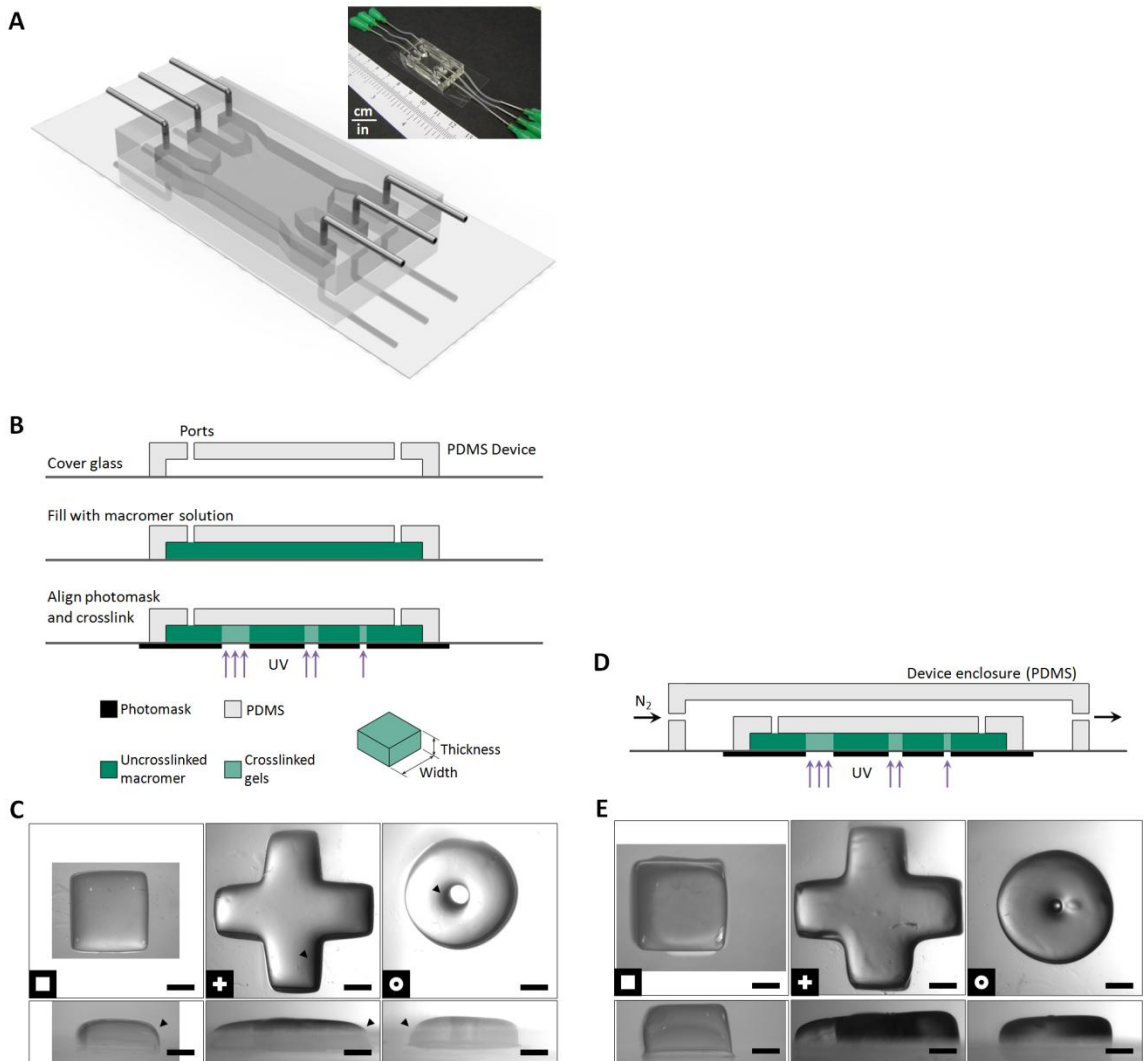 A
cm
in
B
Ports
PDMS Device
Cover glass
Fill with macromer solution
Align photomask
and crosslink
UV
Photomask
PDMS
Uncrosslinked
macromer
Crosslinked
gels
Thickness
Width
C
D
Device enclosure (PDMS)
N₂
UV
E